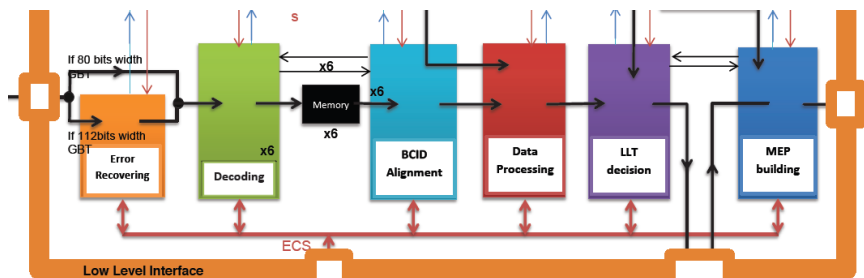 s
If 80 bits width
GBT
x6
x6
Memory
x6
If 112bits width
GBT
x6
Error
Recovering
Decoding
BCID
Alignment
Data
Processing
LLT
decision
MEP
building
ECS
Low Level Interface